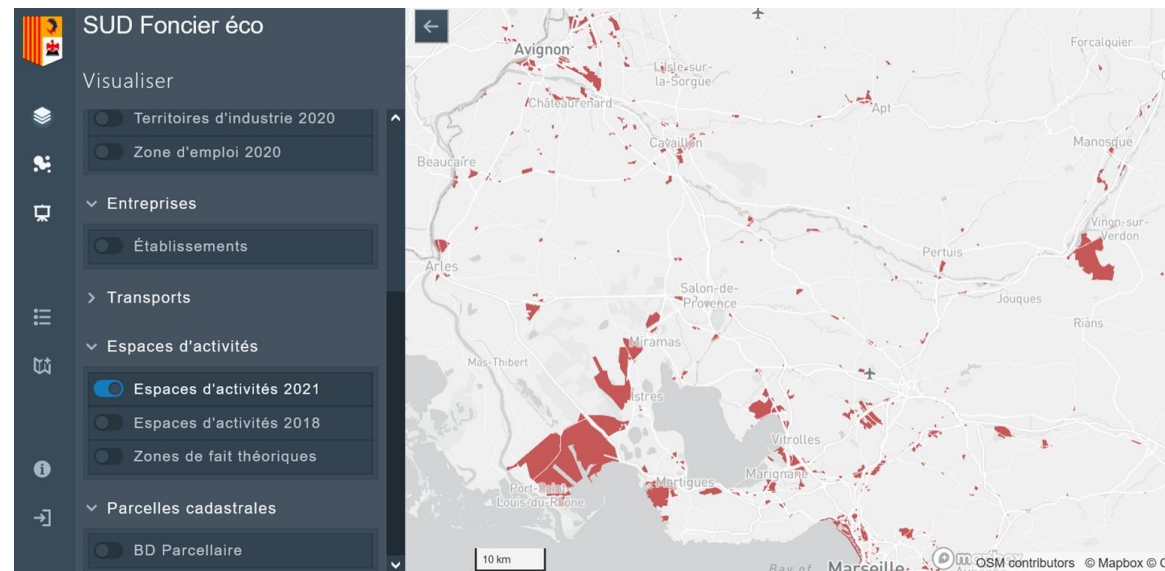 SUD Foncier éco
Visualiser
Territoires d'industrie 2020
Zone d'emploi 2020
Entreprises
Établissements
Transports
Espaces d'activités
Espaces d'activités 2021
Espaces d'activités 2018
Zones de fait théoriques
Parcelles cadastrales
BD Parcellaire
Avignon
Forcalquier
L'Isle-sur-
la-Sorgue
Châteaurenard
Apt
Cavaillon
Manosque
Beaucaire
Vinon-sur-
Verdon
Pertuis
Arles
Salon-de-
Provence
Jouques
Rians
Miramas
Mas-Thibert
Istres
Vitrolles
Marignane
Martigues
Port-Saint-
Louis-du-Rhône
10 km
Bay of
Marseille
mapbox
OSM contributors © Mapbox ©